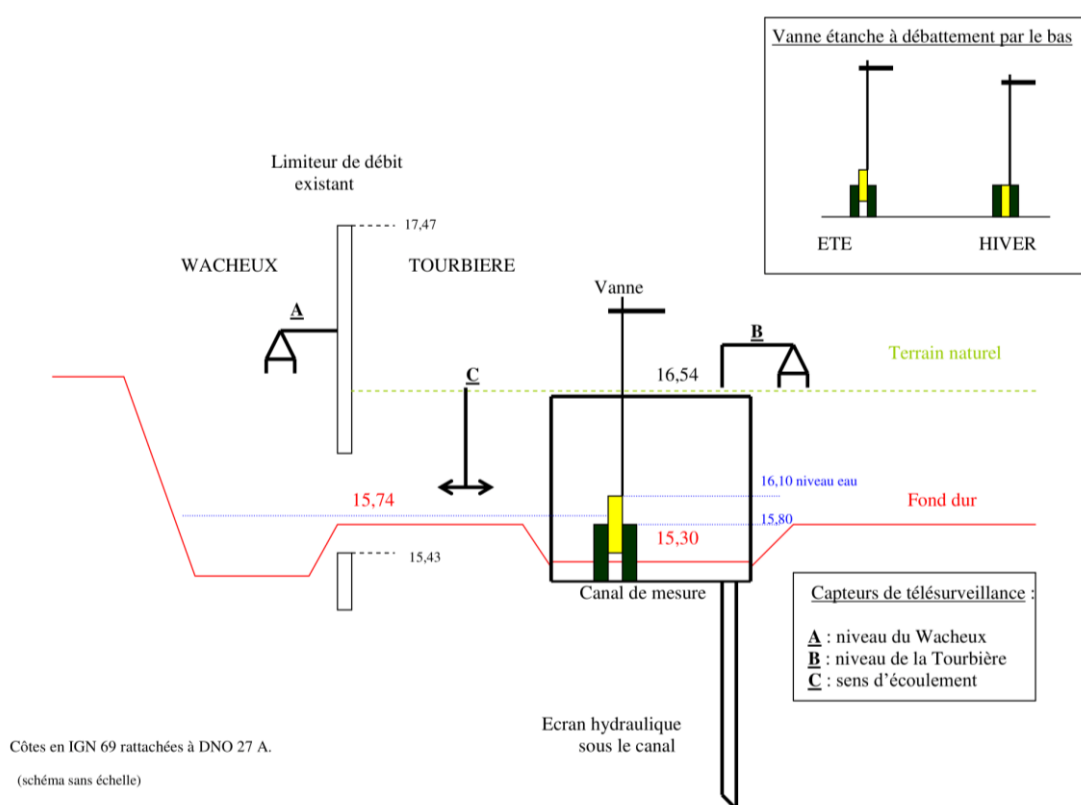 Vanne étanche à débattement par le bas
ETE
HIVER
Limiteur de débit
existant
17,47
WACHEUX
TOURBIERE
Vanne
A
B
C
16,54
Terrain naturel
15,74
16,10 niveau eau
15,80
Fond dur
15,30
15,43
Canal de mesure
Capteurs de télésurveillance :
A : niveau du Wacheux
B : niveau de la Tourbière
C : sens d'écoulement
Ecran hydraulique
sous le canal
Côtes en IGN 69 rattachées à DNO 27 A.
(schéma sans échelle)